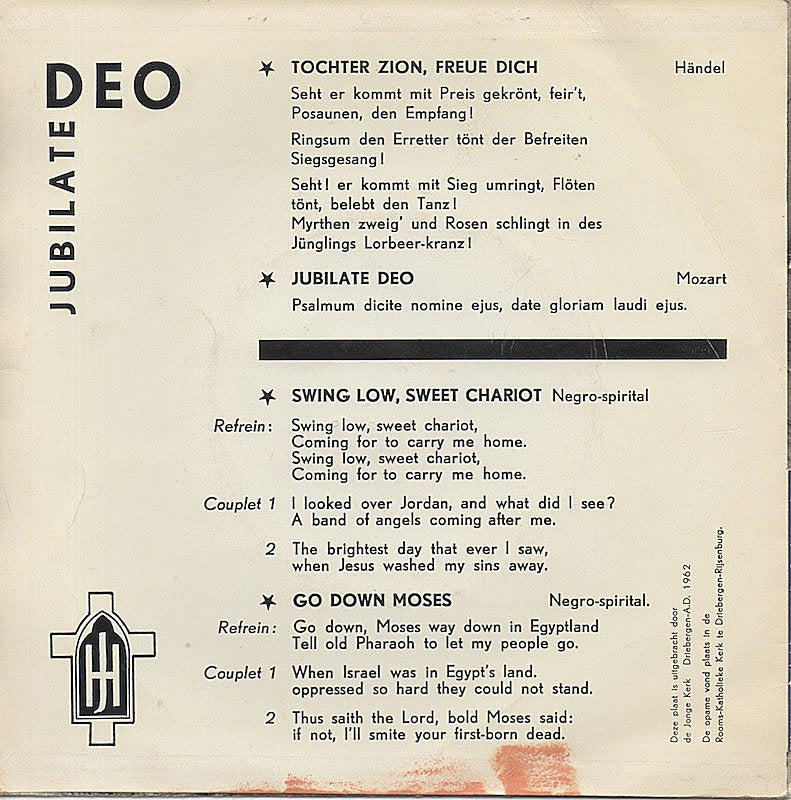 DEO
JUBILATE
★ TOCHTER ZION, FREUE DICH Händel
Seht er kommt mit Preis gekrönt, feir't,
Posaunen, den Empfang!
Ringsum den Erretter tönt der Befreiten
Siegsgesang!
Seht! er kommt mit Sieg umringt, Flöten
tönt, belebt den Tanz!
Myrthen zweig' und Rosen schlingt in des
Jünglings Lorbeer-kranz!
★ JUBILATE DEO Mozart
Psalmum dicite nomine ejus, date gloriam laudi ejus.
★ SWING LOW, SWEET CHARIOT Negro-spiritual
Refrein: Swing low, sweet chariot,
Coming for to carry me home.
Swing low, sweet chariot,
Coming for to carry me home.
Couplet 1 I looked over Jordan, and what did I see?
A band of angels coming after me.
2 The brightest day that ever I saw,
when Jesus washed my sins away.
★ GO DOWN MOSES Negro-spiritual.
Refrein: Go down, Moses way down in Egyptland
Tell old Pharaoh to let my people go.
Couplet 1 When Israel was in Egypt's land.
oppressed so hard they could not stand.
2 Thus saith the Lord, bold Moses said:
if not, I'll smite your first-born dead.
Deze plaat is uitgebracht door
de Jonge Kerk Driebergen-A.D. 1962
De opame vond plaats in de
Rooms-Katholieke Kerk te Driebergen-Rijsenburg.